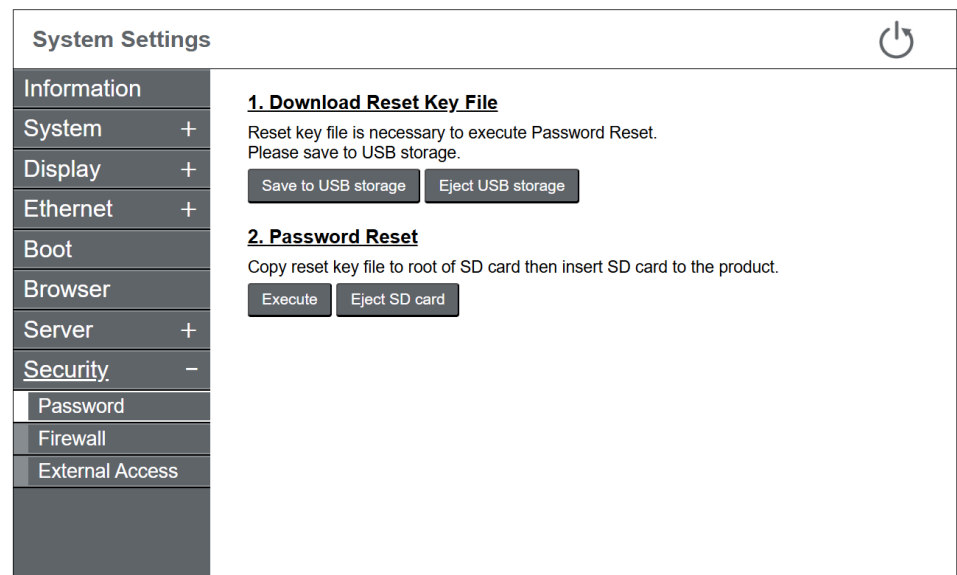 System Settings
Information
System +
Display +
Ethernet +
Boot
Browser
Server +
Security -
Password
Firewall
External Access
1. Download Reset Key File
Reset key file is necessary to execute Password Reset.
Please save to USB storage.
Save to USB storage Eject USB storage
2. Password Reset
Copy reset key file to root of SD card then insert SD card to the product.
Execute Eject SD card